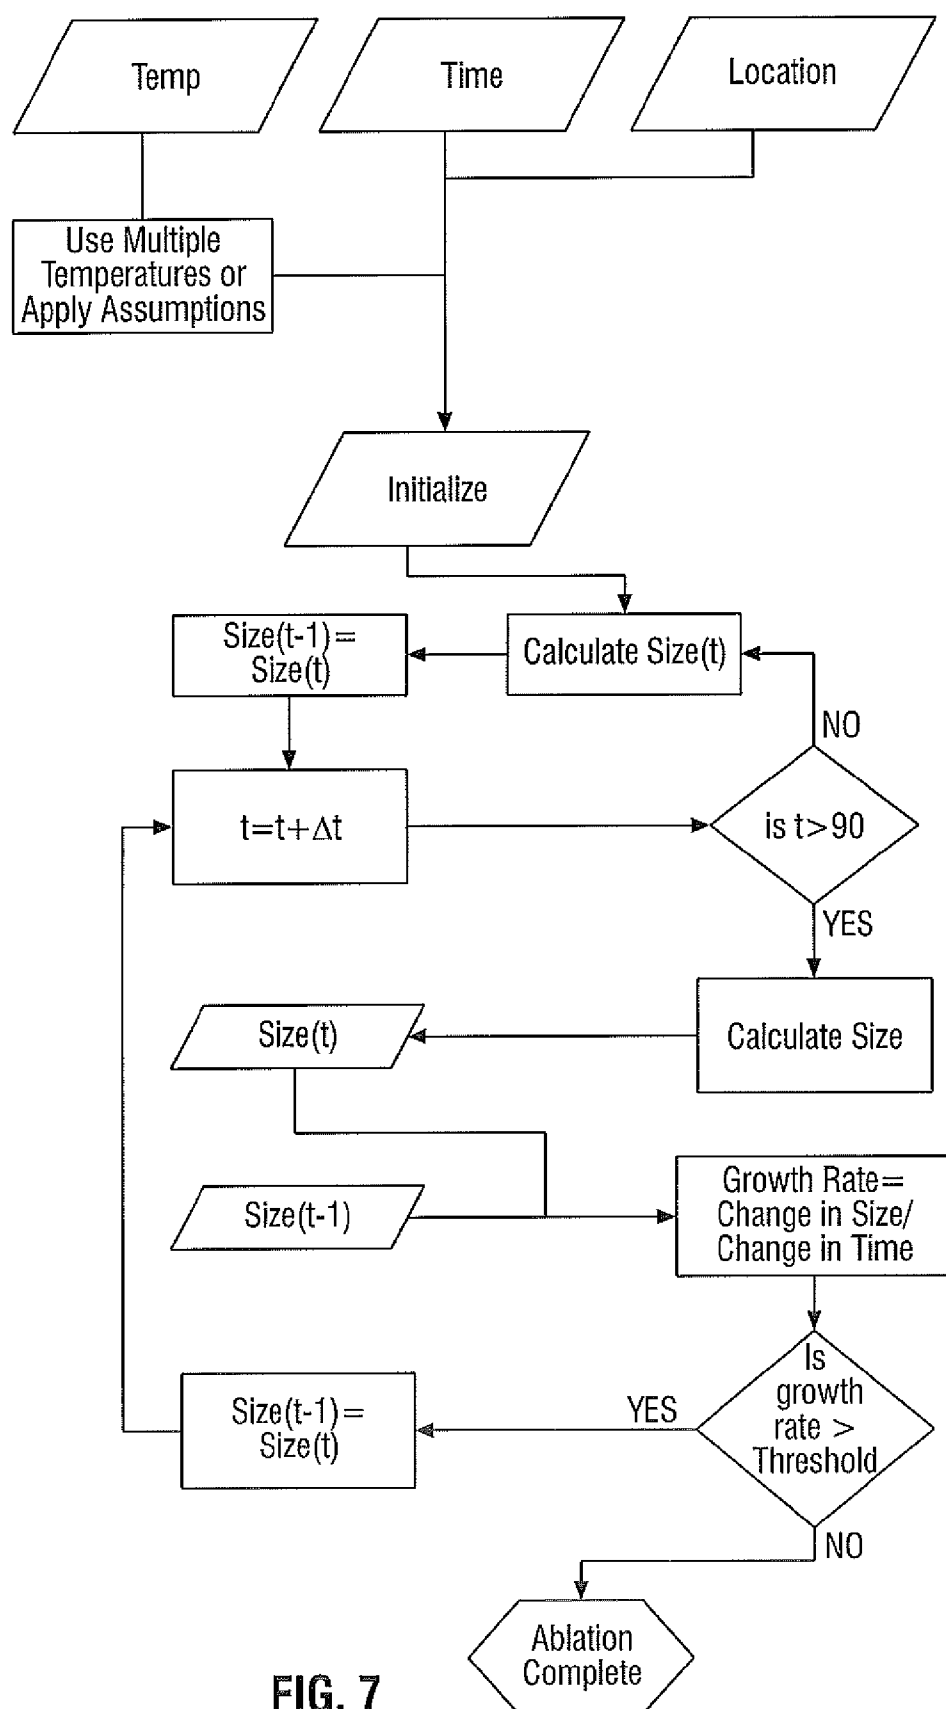 Temp
Time
Location
Use Multiple
Temperatures or
Apply Assumptions
Initialize
Size(t-1)=
Size(t)
Calculate Size(t)
NO
t=t+Δt
is t>90
YES
Size(t)
Calculate Size
Size(t-1)
Growth Rate=
Change in Size/
Change in Time
Size(t-1)=
Size(t)
YES
Is
growth
rate >
Threshold
NO
Ablation
Complete
FIG. 7